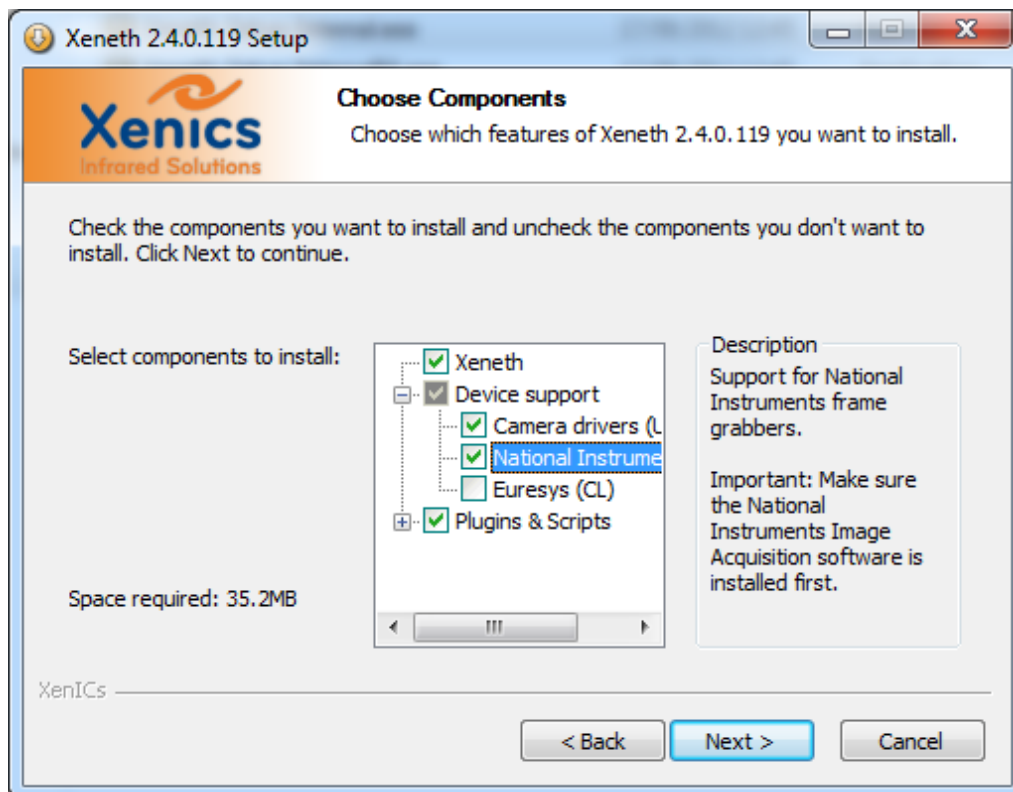 Xeneth 2.4.0.119 Setup
Xenics
Infrared Solutions
Choose Components
Choose which features of Xeneth 2.4.0.119 you want to install.
Check the components you want to install and uncheck the components you don't want to
install. Click Next to continue.
Select components to install:
Xeneth
Device support
Camera drivers (U
National Instrume
Euresys (CL)
Plugins & Scripts
Description
Support for National
Instruments frame
grabbers.
Important: Make sure
the National
Instruments Image
Acquisition software is
installed first.
Space required: 35.2MB
XenICs
< Back
Next >
Cancel